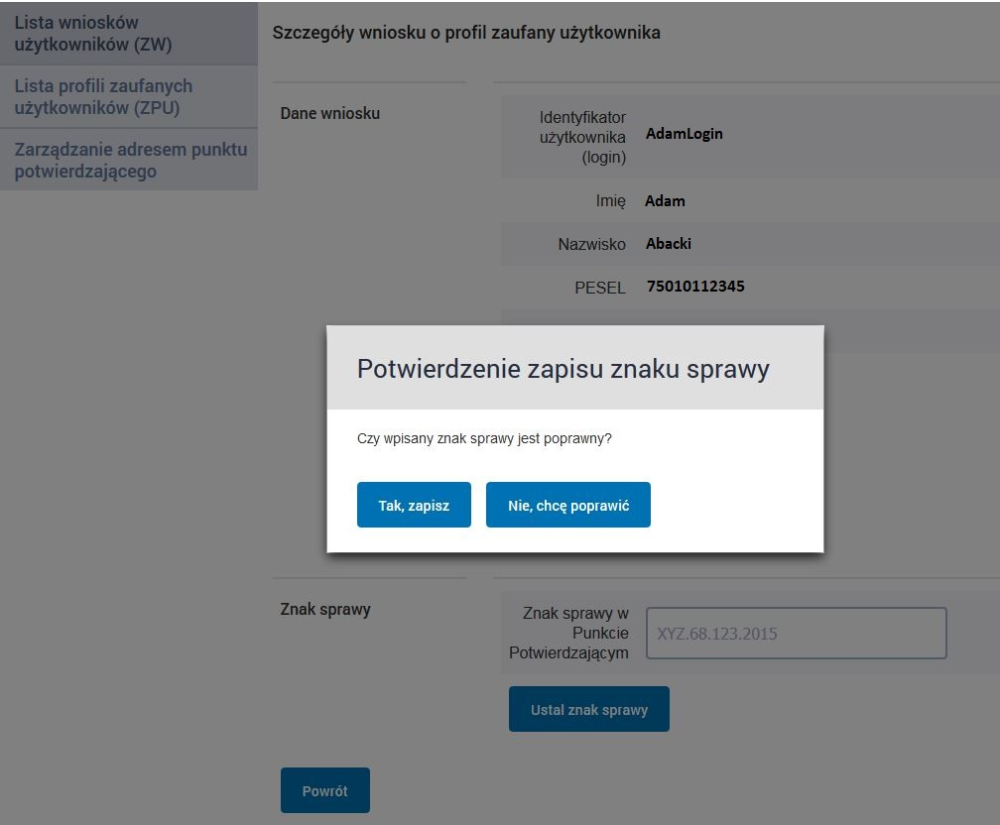 Lista wniosków
użytkowników (ZW)
Lista profili zaufanych
użytkowników (ZPU)
Zarządzanie adresem punktu
potwierdzającego
Szczegóły wniosku o profil zaufany użytkownika
Dane wniosku
Identyfikator
użytkownika
(login)
AdamLogin
Imię
Adam
Nazwisko
Abacki
PESEL
75010112345
Potwierdzenie zapisu znaku sprawy
Czy wpisany znak sprawy jest poprawny?
Tak, zapisz
Nie, chcę poprawić
Znak sprawy
Znak sprawy w
Punkcie
Potwierdzającym
XYZ.68.123.2015
Ustal znak sprawy
Powrót